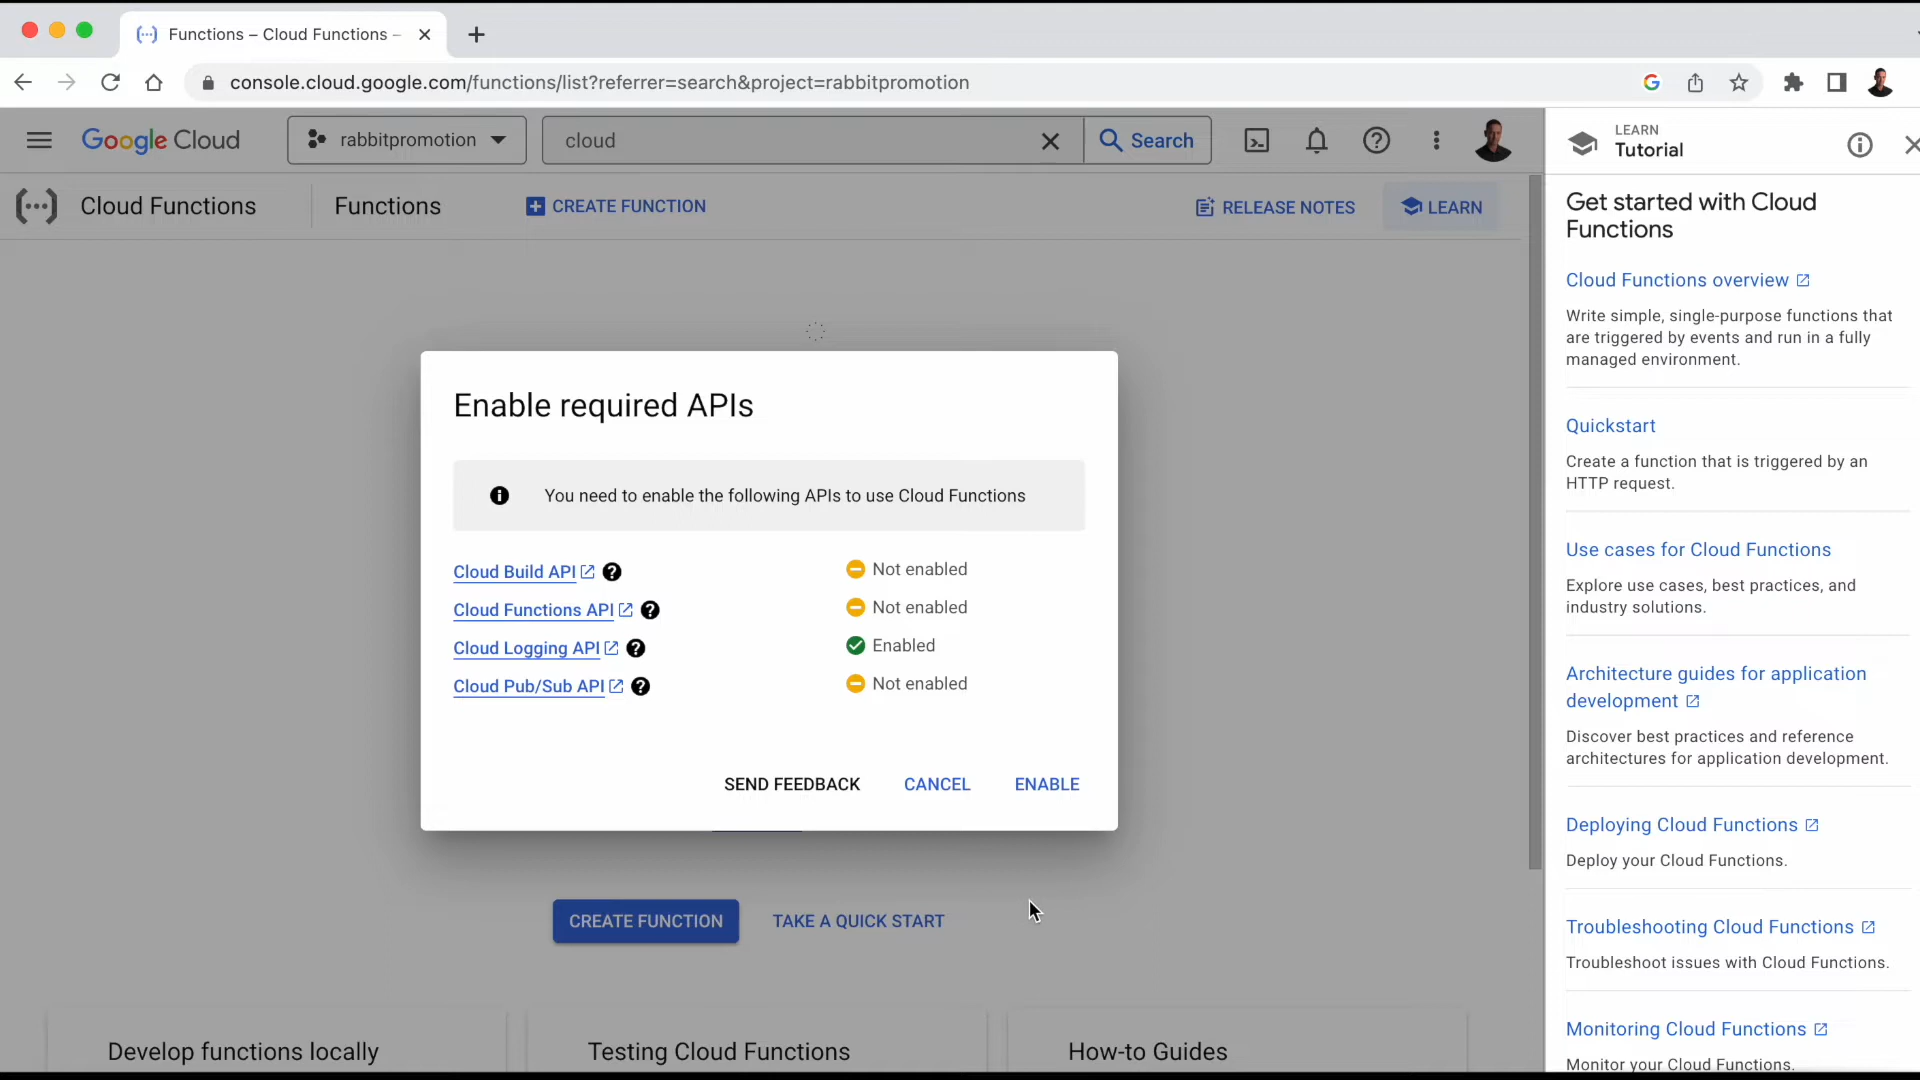 Functions – Cloud Functions –
console.cloud.google.com/functions/list?referrer=search&project=rabbitpromotion
Google Cloud
rabbitpromotion
cloud
Search
Cloud Functions
Functions
CREATE FUNCTION
RELEASE NOTES
LEARN
Enable required APIs
You need to enable the following APIs to use Cloud Functions
Cloud Build API Not enabled
Cloud Functions API Not enabled
Cloud Logging API Enabled
Cloud Pub/Sub API Not enabled
SEND FEEDBACK CANCEL ENABLE
CREATE FUNCTION TAKE A QUICK START
Develop functions locally
Testing Cloud Functions
How-to Guides
LEARN
Tutorial
Get started with Cloud
Functions
Cloud Functions overview
Write simple, single-purpose functions that
are triggered by events and run in a fully
managed environment.
Quickstart
Create a function that is triggered by an
HTTP request.
Use cases for Cloud Functions
Explore use cases, best practices, and
industry solutions.
Architecture guides for application
development
Discover best practices and reference
architectures for application development.
Deploying Cloud Functions
Deploy your Cloud Functions.
Troubleshooting Cloud Functions
Troubleshoot issues with Cloud Functions.
Monitoring Cloud Functions
Monitor your Cloud Functions.